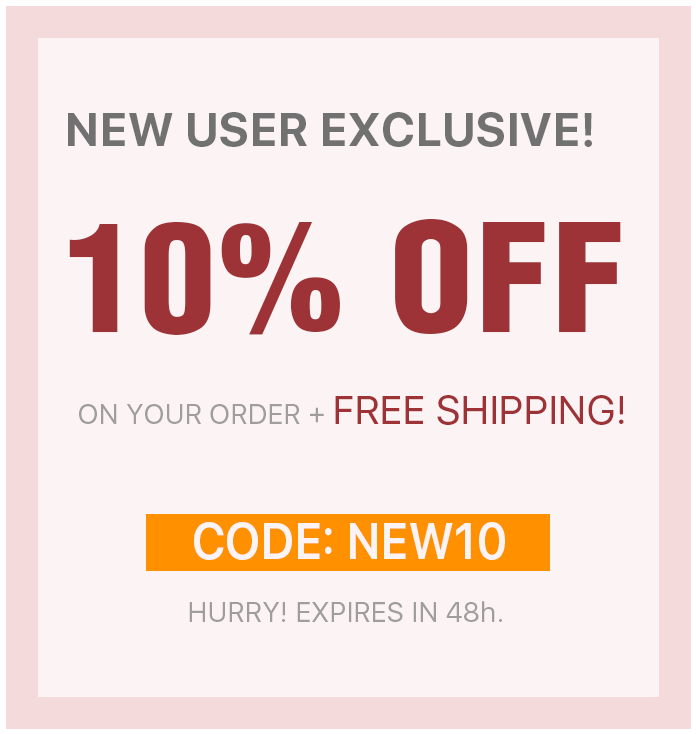 NEW USER EXCLUSIVE!
10% OFF
ON YOUR ORDER + FREE SHIPPING!
CODE: NEW10
HURRY! EXPIRES IN 48h.